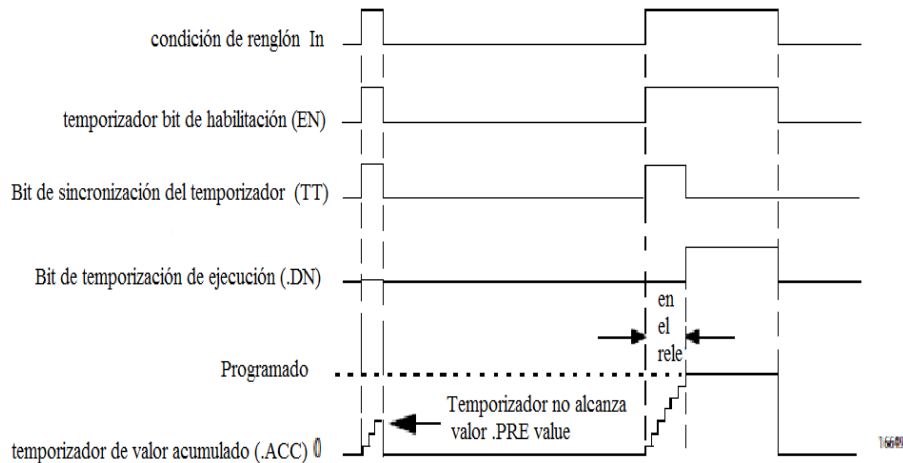 condición de renglón In
temporizador bit de habilitación (EN)
Bit de sincronización del temporizador (TT)
Bit de temporización de ejecución (.DN)
en
el
rele
Programado
Temporizador no alcanza
valor .PRE value
temporizador de valor acumulado (.ACC) 0
16649